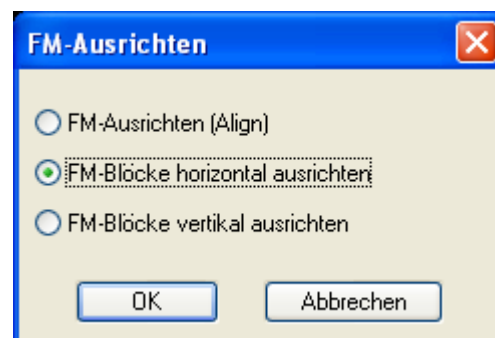 FM-Ausrichten
FM-Ausrichten (Align)
FM-Blöcke horizontal ausrichten
FM-Blöcke vertikal ausrichten
OK
Abbrechen